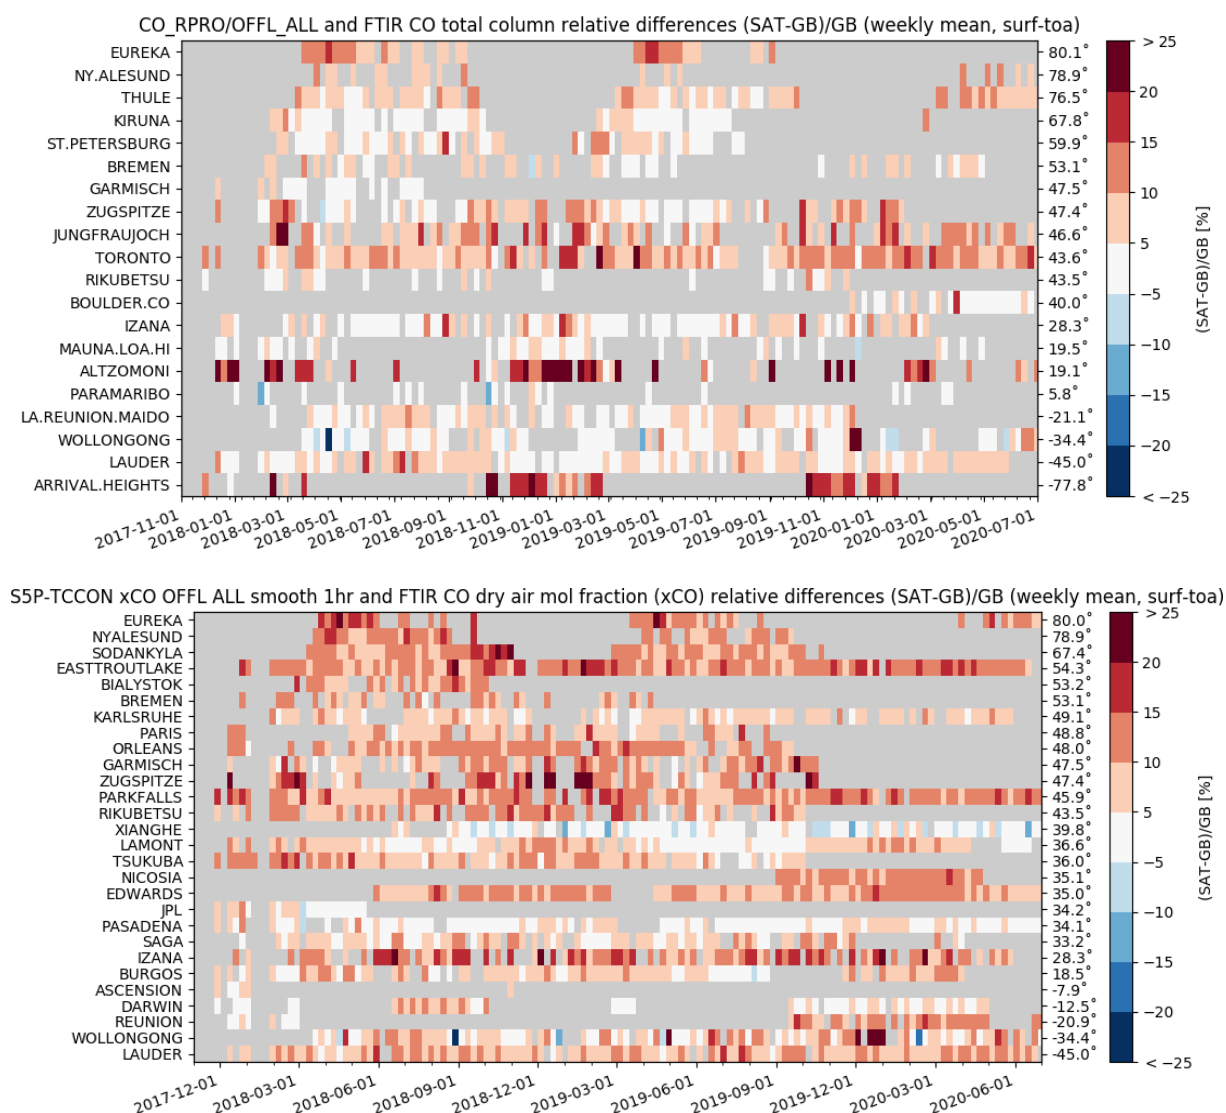 CO_RPRO/OFFL_ALL and FTIR CO total column relative differences (SAT-GB)/GB (weekly mean, surf-toa)
EUREKA 80.1° > 25
NY.ALESUND 78.9°
THULE 76.5° 20
KIRUNA 67.8°
ST.PETERSBURG 59.9° 15
BREMEN 53.1°
GARMISCH 47.5° 10
ZUGSPITZE 47.4°
JUNGFRAUJOCH 46.6° 5
TORONTO 43.6°
RIKUBETSU 43.5° −5
BOULDER.CO 40.0°
IZANA 28.3° −10
MAUNA.LOA.HI 19.5°
ALTZOMONI 19.1° −15
PARAMARIBO 5.8°
LA.REUNION.MAIDO -21.1°
WOLLONGONG -34.4° −20
LAUDER -45.0°
ARRIVAL.HEIGHTS -77.8° < −25
(SAT-GB)/GB [%]
2017-11-01 2018-01-01 2018-03-01 2018-05-01 2018-07-01 2018-09-01 2018-11-01 2019-01-01 2019-03-01 2019-05-01 2019-07-01 2019-09-01 2019-11-01 2020-01-01 2020-03-01 2020-05-01 2020-07-01
S5P-TCCON xCO OFFL ALL smooth 1hr and FTIR CO dry air mol fraction (xCO) relative differences (SAT-GB)/GB (weekly mean, surf-toa)
EUREKA 80.0° > 25
NYALESUND 78.9°
SODANKYLA 67.4°
EASTTROUTLAKE 54.3° 20
BIALYSTOK 53.2°
BREMEN 53.1°
KARLSRUHE 49.1° 15
PARIS 48.8°
ORLEANS 48.0°
GARMISCH 47.5° 10
ZUGSPITZE 47.4°
PARKFALLS 45.9°
RIKUBETSU 43.5° 5
XIANGHE 39.8°
LAMONT 36.6°
TSUKUBA 36.0° −5
NICOSIA 35.1°
EDWARDS 35.0°
JPL 34.2° −10
PASADENA 34.1°
SAGA 33.2°
IZANA 28.3° −15
BURGOS 18.5°
ASCENSION -7.9°
DARWIN -12.5° −20
REUNION -20.9°
WOLLONGONG -34.4°
LAUDER -45.0° < −25
(SAT-GB)/GB [%]
2017-12-01 2018-03-01 2018-06-01 2018-09-01 2018-12-01 2019-03-01 2019-06-01 2019-09-01 2019-12-01 2020-03-01 2020-06-01